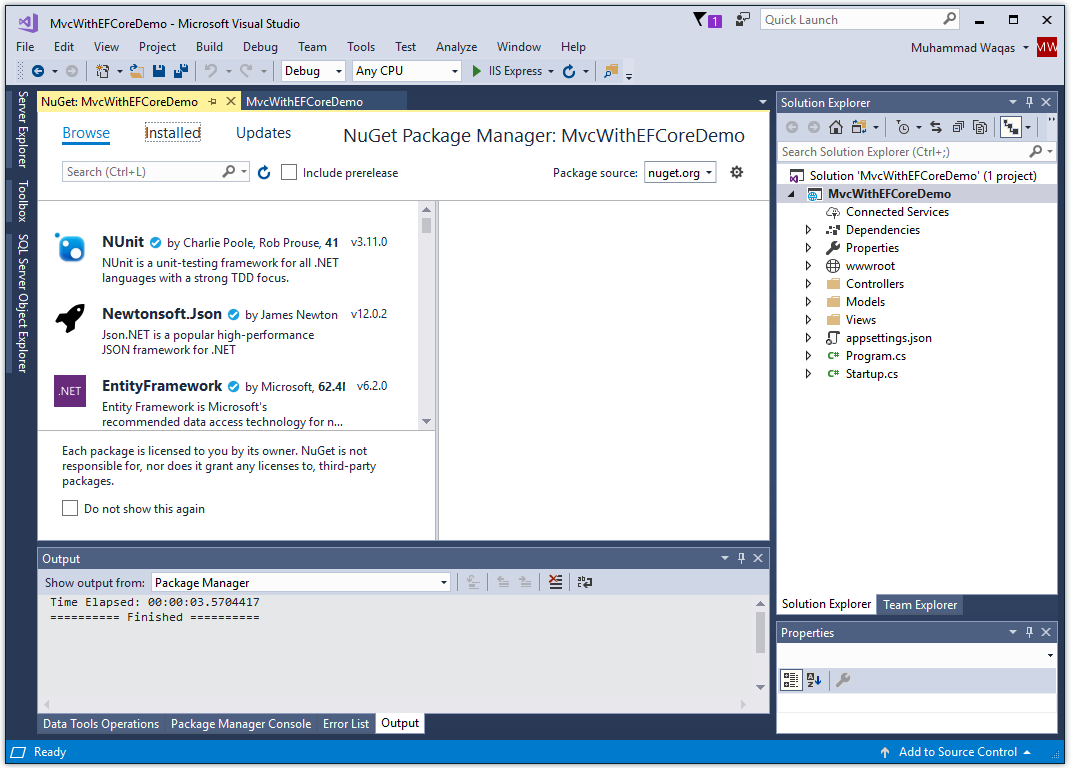 MvcWithEFCoreDemo - Microsoft Visual Studio
1
Quick Launch
File Edit View Project Build Debug Team Tools Test Analyze Window Help
Muhammad Waqas MW
Debug Any CPU IIS Express
Server Explorer
Toolbox
SQL Server Object Explorer
NuGet: MvcWithEFCoreDemo MvcWithEFCoreDemo
Browse Installed Updates NuGet Package Manager: MvcWithEFCoreDemo
Search (Ctrl+L) Include prerelease Package source: nuget.org
NUnit by Charlie Poole, Rob Prouse, 41 v3.11.0
NUnit is a unit-testing framework for all .NET
languages with a strong TDD focus.
Newtonsoft.Json by James Newton v12.0.2
Json.NET is a popular high-performance
JSON framework for .NET
.NET
EntityFramework by Microsoft, 62.4 v6.2.0
Entity Framework is Microsoft's
recommended data access technology for n...
Each package is licensed to you by its owner. NuGet is not
responsible for, nor does it grant any licenses to, third-party
packages.
Do not show this again
Output
Show output from: Package Manager
Time Elapsed: 00:00:03.5704417
========== Finished ==========
Data Tools Operations Package Manager Console Error List Output
Solution Explorer
Search Solution Explorer (Ctrl+;)
Solution 'MvcWithEFCoreDemo' (1 project)
MvcWithEFCoreDemo
Connected Services
Dependencies
Properties
wwwroot
Controllers
Models
Views
appsettings.json
C# Program.cs
C# Startup.cs
Solution Explorer Team Explorer
Properties
Ready Add to Source Control